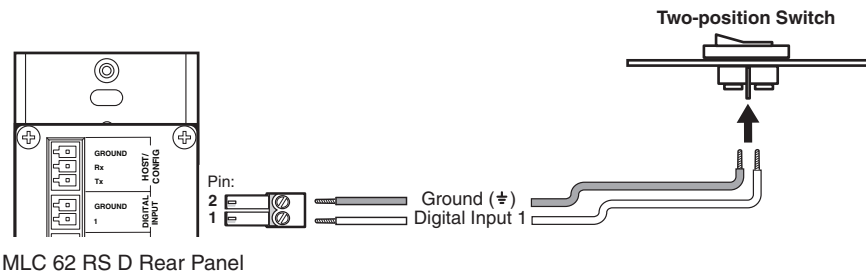 Two-position Switch
GROUND
Rx
Tx
HOST/
CONFIG
GROUND
1
DIGITAL
INPUT
Pin:
2
1
Ground (⏚)
Digital Input 1
MLC 62 RS D Rear Panel